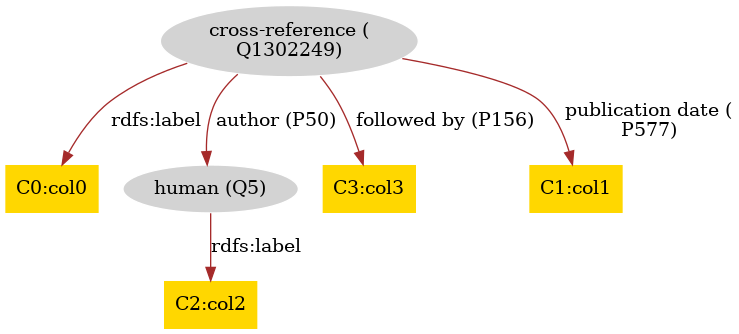 cross-reference (
Q1302249)
rdfs:label
author (P50)
followed by (P156)
publication date (
P577)
C0:col0
human (Q5)
C3:col3
C1:col1
rdfs:label
C2:col2